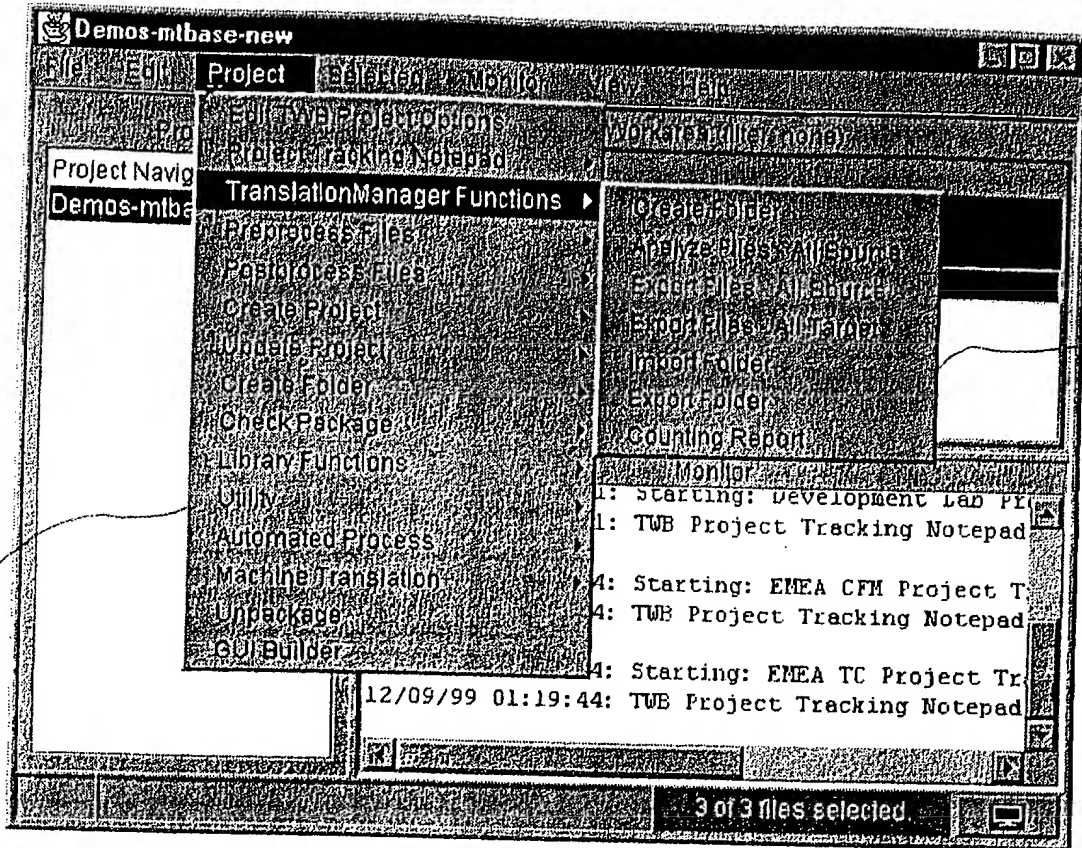 Demos-mtbase-new
File Edit Project Selected Monitor View Help
Pro
Workarea (filter: none)
Project Navig
Demos-mtba
Edit TWB Project Options
Project Tracking Notepad
TranslationManager Functions
Preprocess Files
Postprocess Files
Create Project
Update Project
Create Folder
Check Package
Library Functions
Utility
Automated Process
Machine Translation
Unpackage
GUI Builder
Create Folder
Analyze Files - All Source
Export Files - All Source
Export Files - All Target
Import Folder
Export Folder
Counting Report
Monitor
1: Starting: Development Lab Pr
1: TWB Project Tracking Notepad
4: Starting: EMEA CFM Project T
4: TWB Project Tracking Notepad
4: Starting: EMEA TC Project Tr
12/09/99 01:19:44: TWB Project Tracking Notepad
3 of 3 files selected.